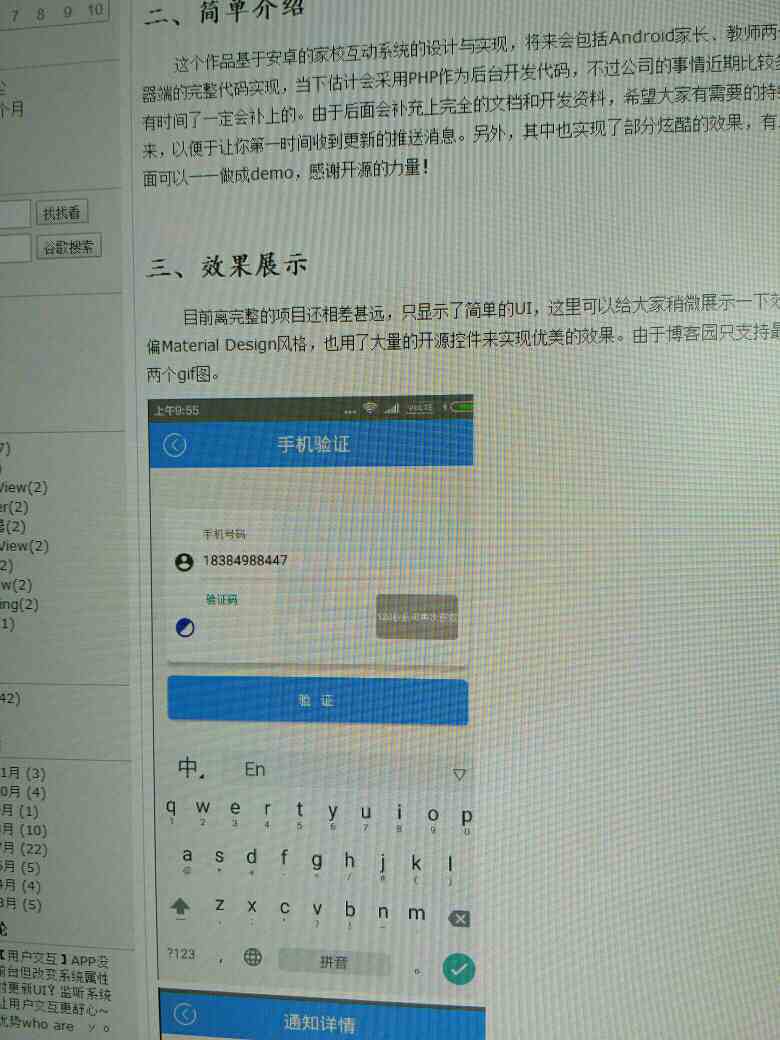 7 8 9 10
二、简单介绍
这个作品基于安卓的家校互动系统的设计与实现，将来会包括Android家长、教师两
器端的完整代码实现，当下估计会采用PHP作为后台开发代码，不过公司的事情近期比较
有时间了一定会补上的。由于后面会补充上完全的文档和开发资料，希望大家有需要的持
来，以便于让你第一时间收到更新的推送消息。另外，其中也实现了部分炫酷的效果，有
面可以一一做成demo，感谢开源的力量！
个月
找找看
谷歌搜索
三、效果展示
目前离完整的项目还相差甚远，只显示了简单的UI，这里可以给大家稍微展示一下
偏Material Design风格，也用了大量的开源控件来实现优美的效果。由于博客园只支持
两个gif图。
7)
)
View(2)
er(2)
(2)
View(2)
2)
w(2)
ing(2)
1)
42)
1月 (3)
0月 (4)
月 (1)
月 (10)
7月 (22)
月 (5)
4月 (4)
3月 (5)
论
【用户交互】APP没
前台但改变系统属性
时更新UIY 监听系统
让用户交互更舒心~
优势who are y o
上午9:55
VoLTE
手机验证
手机号码
18384988447
验证码
验 证
中 En
q w e r t y u i o p
1 2 3 4 5 6 7 8 9 0
a s d f g h j k l
z x c v b n m
?123 ， 拼音 。
通知详情